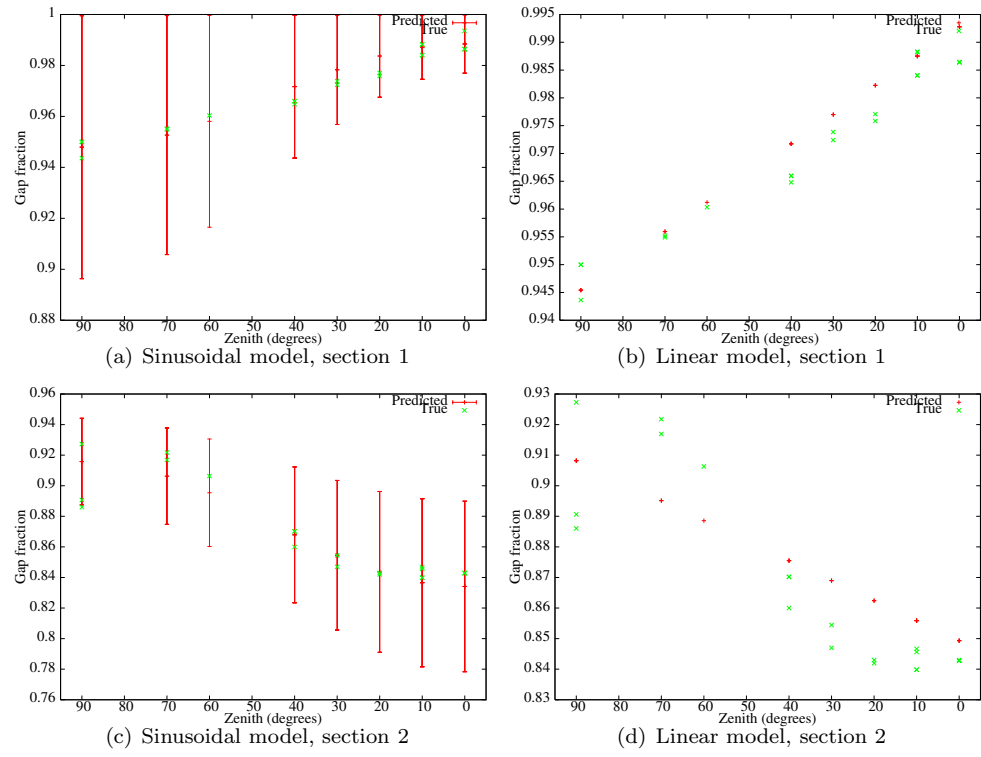 1
0.98
0.96
0.94
0.92
0.9
0.88
Gap fraction
Predicted
True
90 80 70 60 50 40 30 20 10 0
Zenith (degrees)
(a) Sinusoidal model, section 1
0.995
0.99
0.985
0.98
0.975
0.97
0.965
0.96
0.955
0.95
0.945
0.94
Gap fraction
Predicted
True
90 80 70 60 50 40 30 20 10 0
Zenith (degrees)
(b) Linear model, section 1
0.96
0.94
0.92
0.9
0.88
0.86
0.84
0.82
0.8
0.78
0.76
Gap fraction
Predicted
True
90 80 70 60 50 40 30 20 10 0
Zenith (degrees)
(c) Sinusoidal model, section 2
0.93
0.92
0.91
0.9
0.89
0.88
0.87
0.86
0.85
0.84
0.83
Gap fraction
Predicted
True
90 80 70 60 50 40 30 20 10 0
Zenith (degrees)
(d) Linear model, section 2